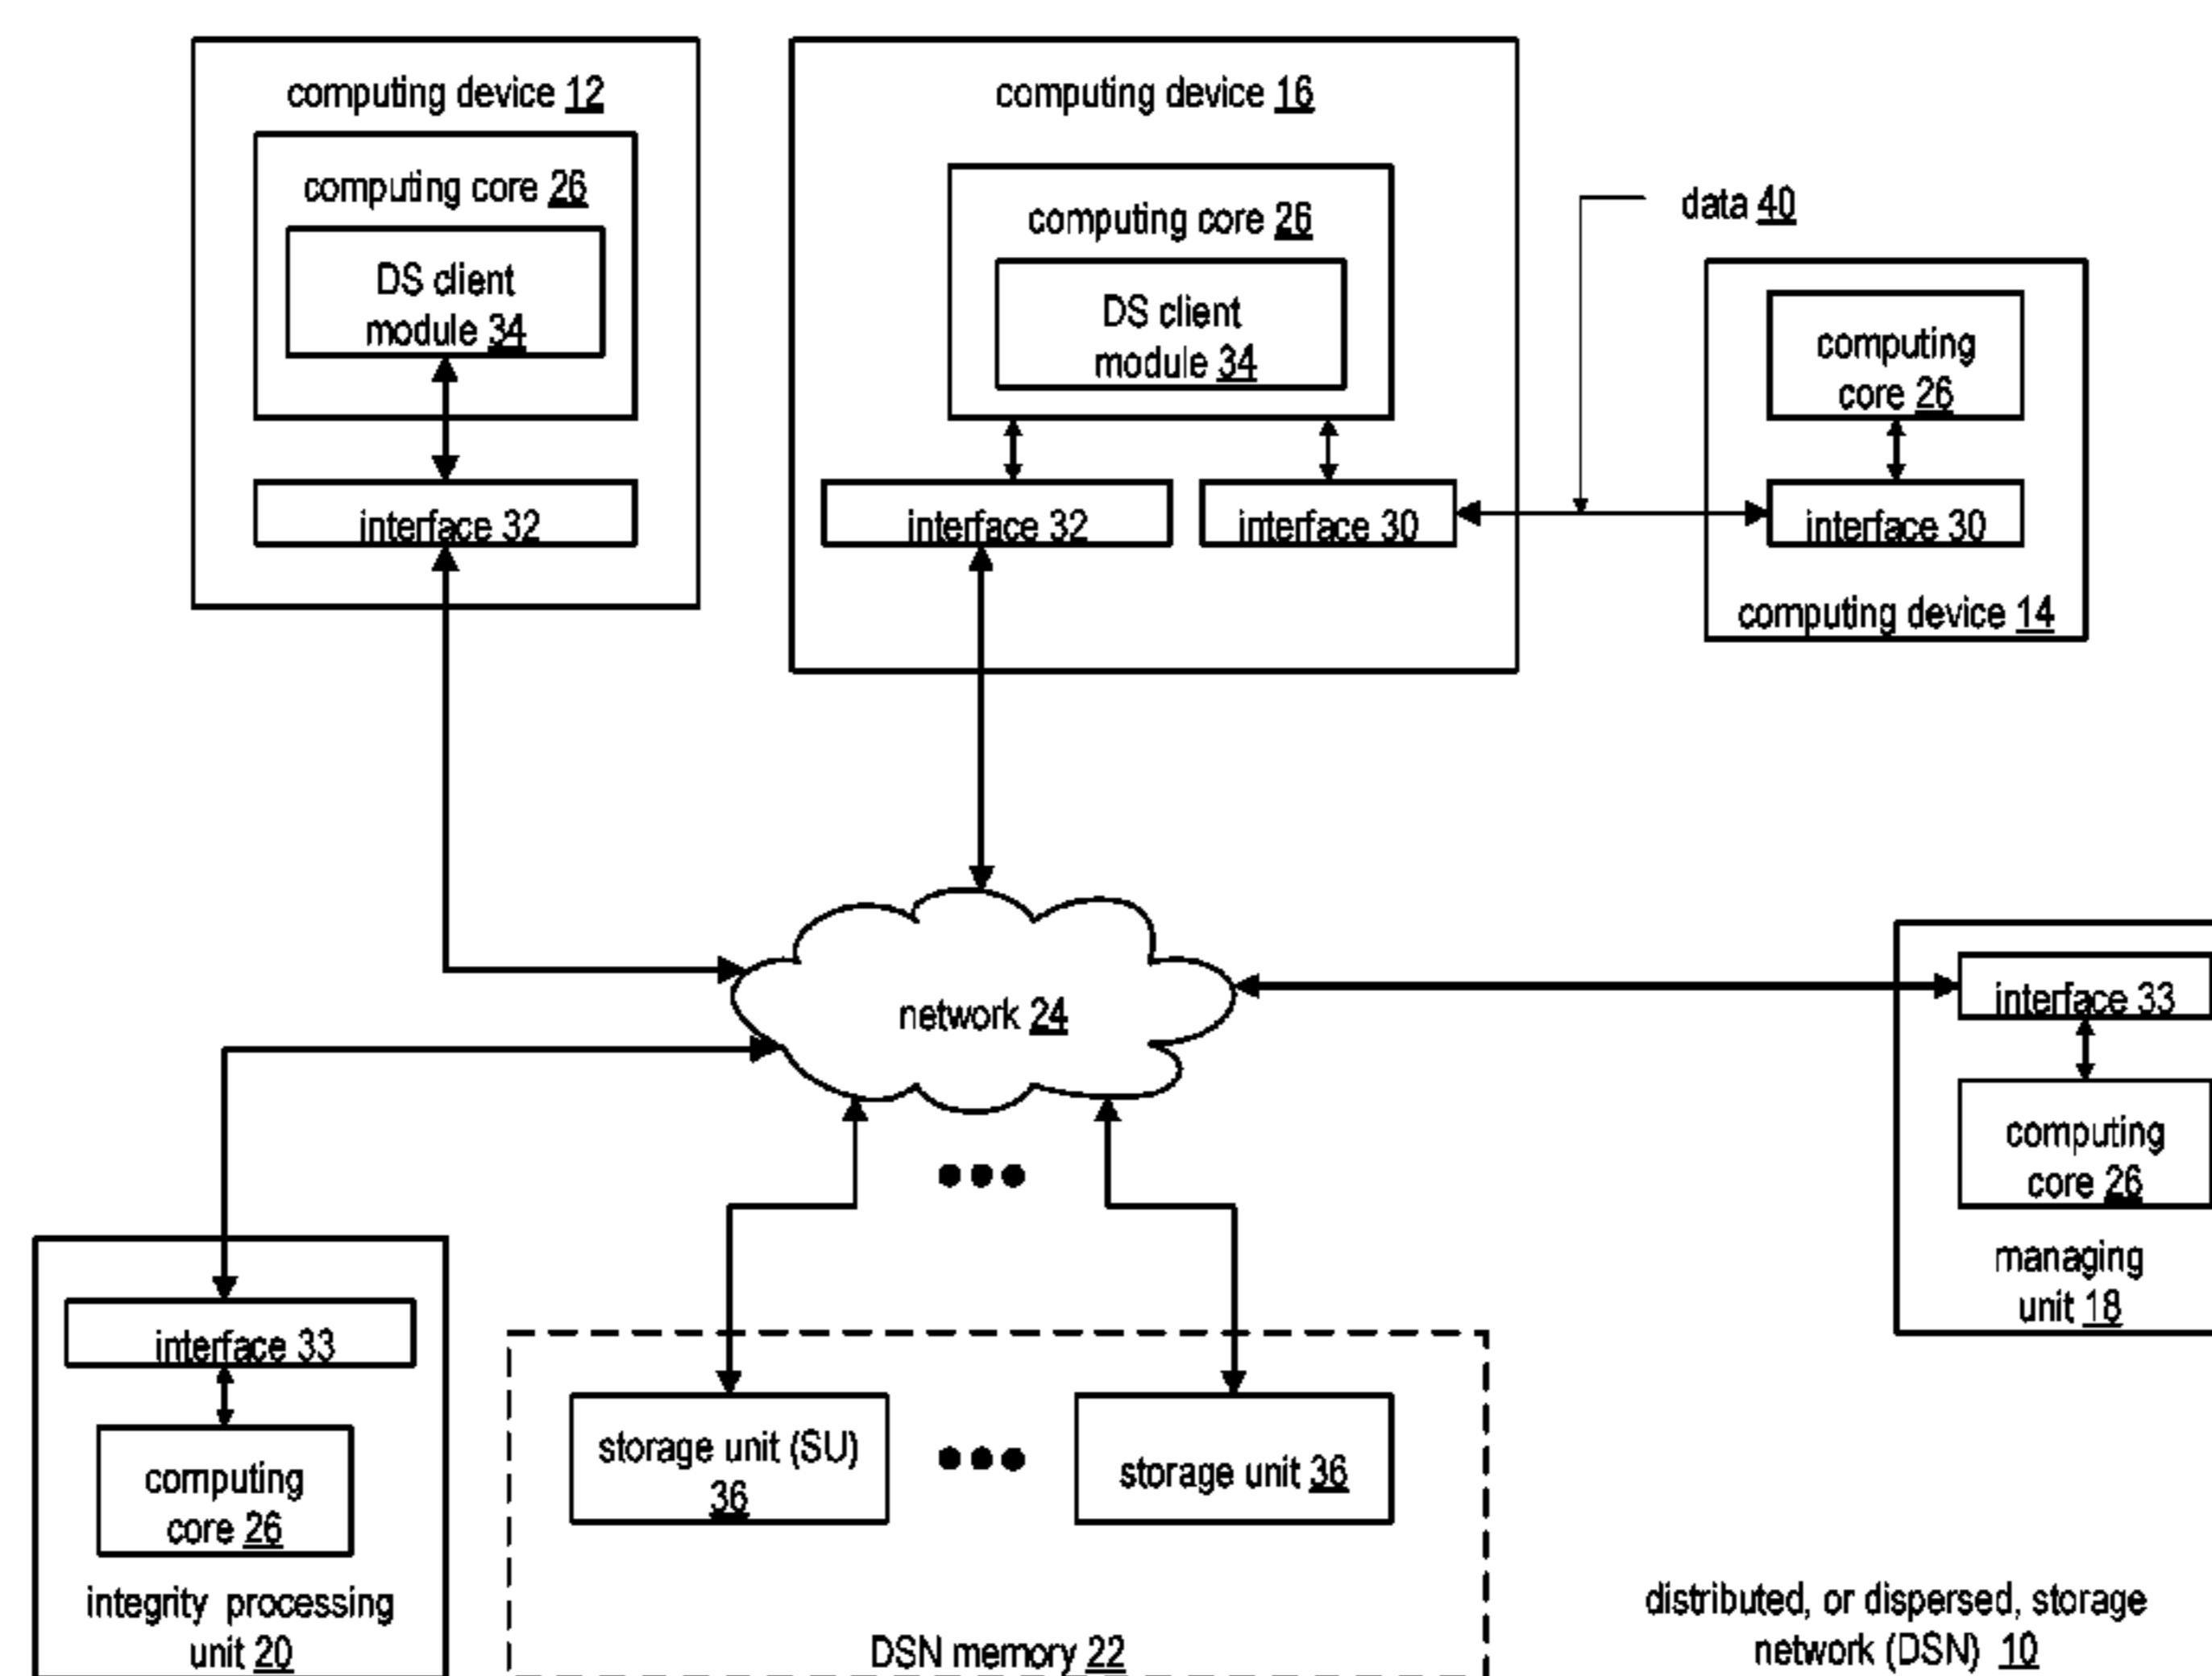 computing device 12
computing core 26
DS client
module 34
interface 32
computing device 16
computing core 26
DS client
module 34
interface 32
interface 30
data 40
computing
core 26
interface 30
computing device 14
network 24
interface 33
computing
core 26
managing
unit 18
interface 33
computing
core 26
integrity processing
unit 20
storage unit (SU)
36
storage unit 36
DSN memory 22
distributed, or dispersed, storage
network (DSN) 10